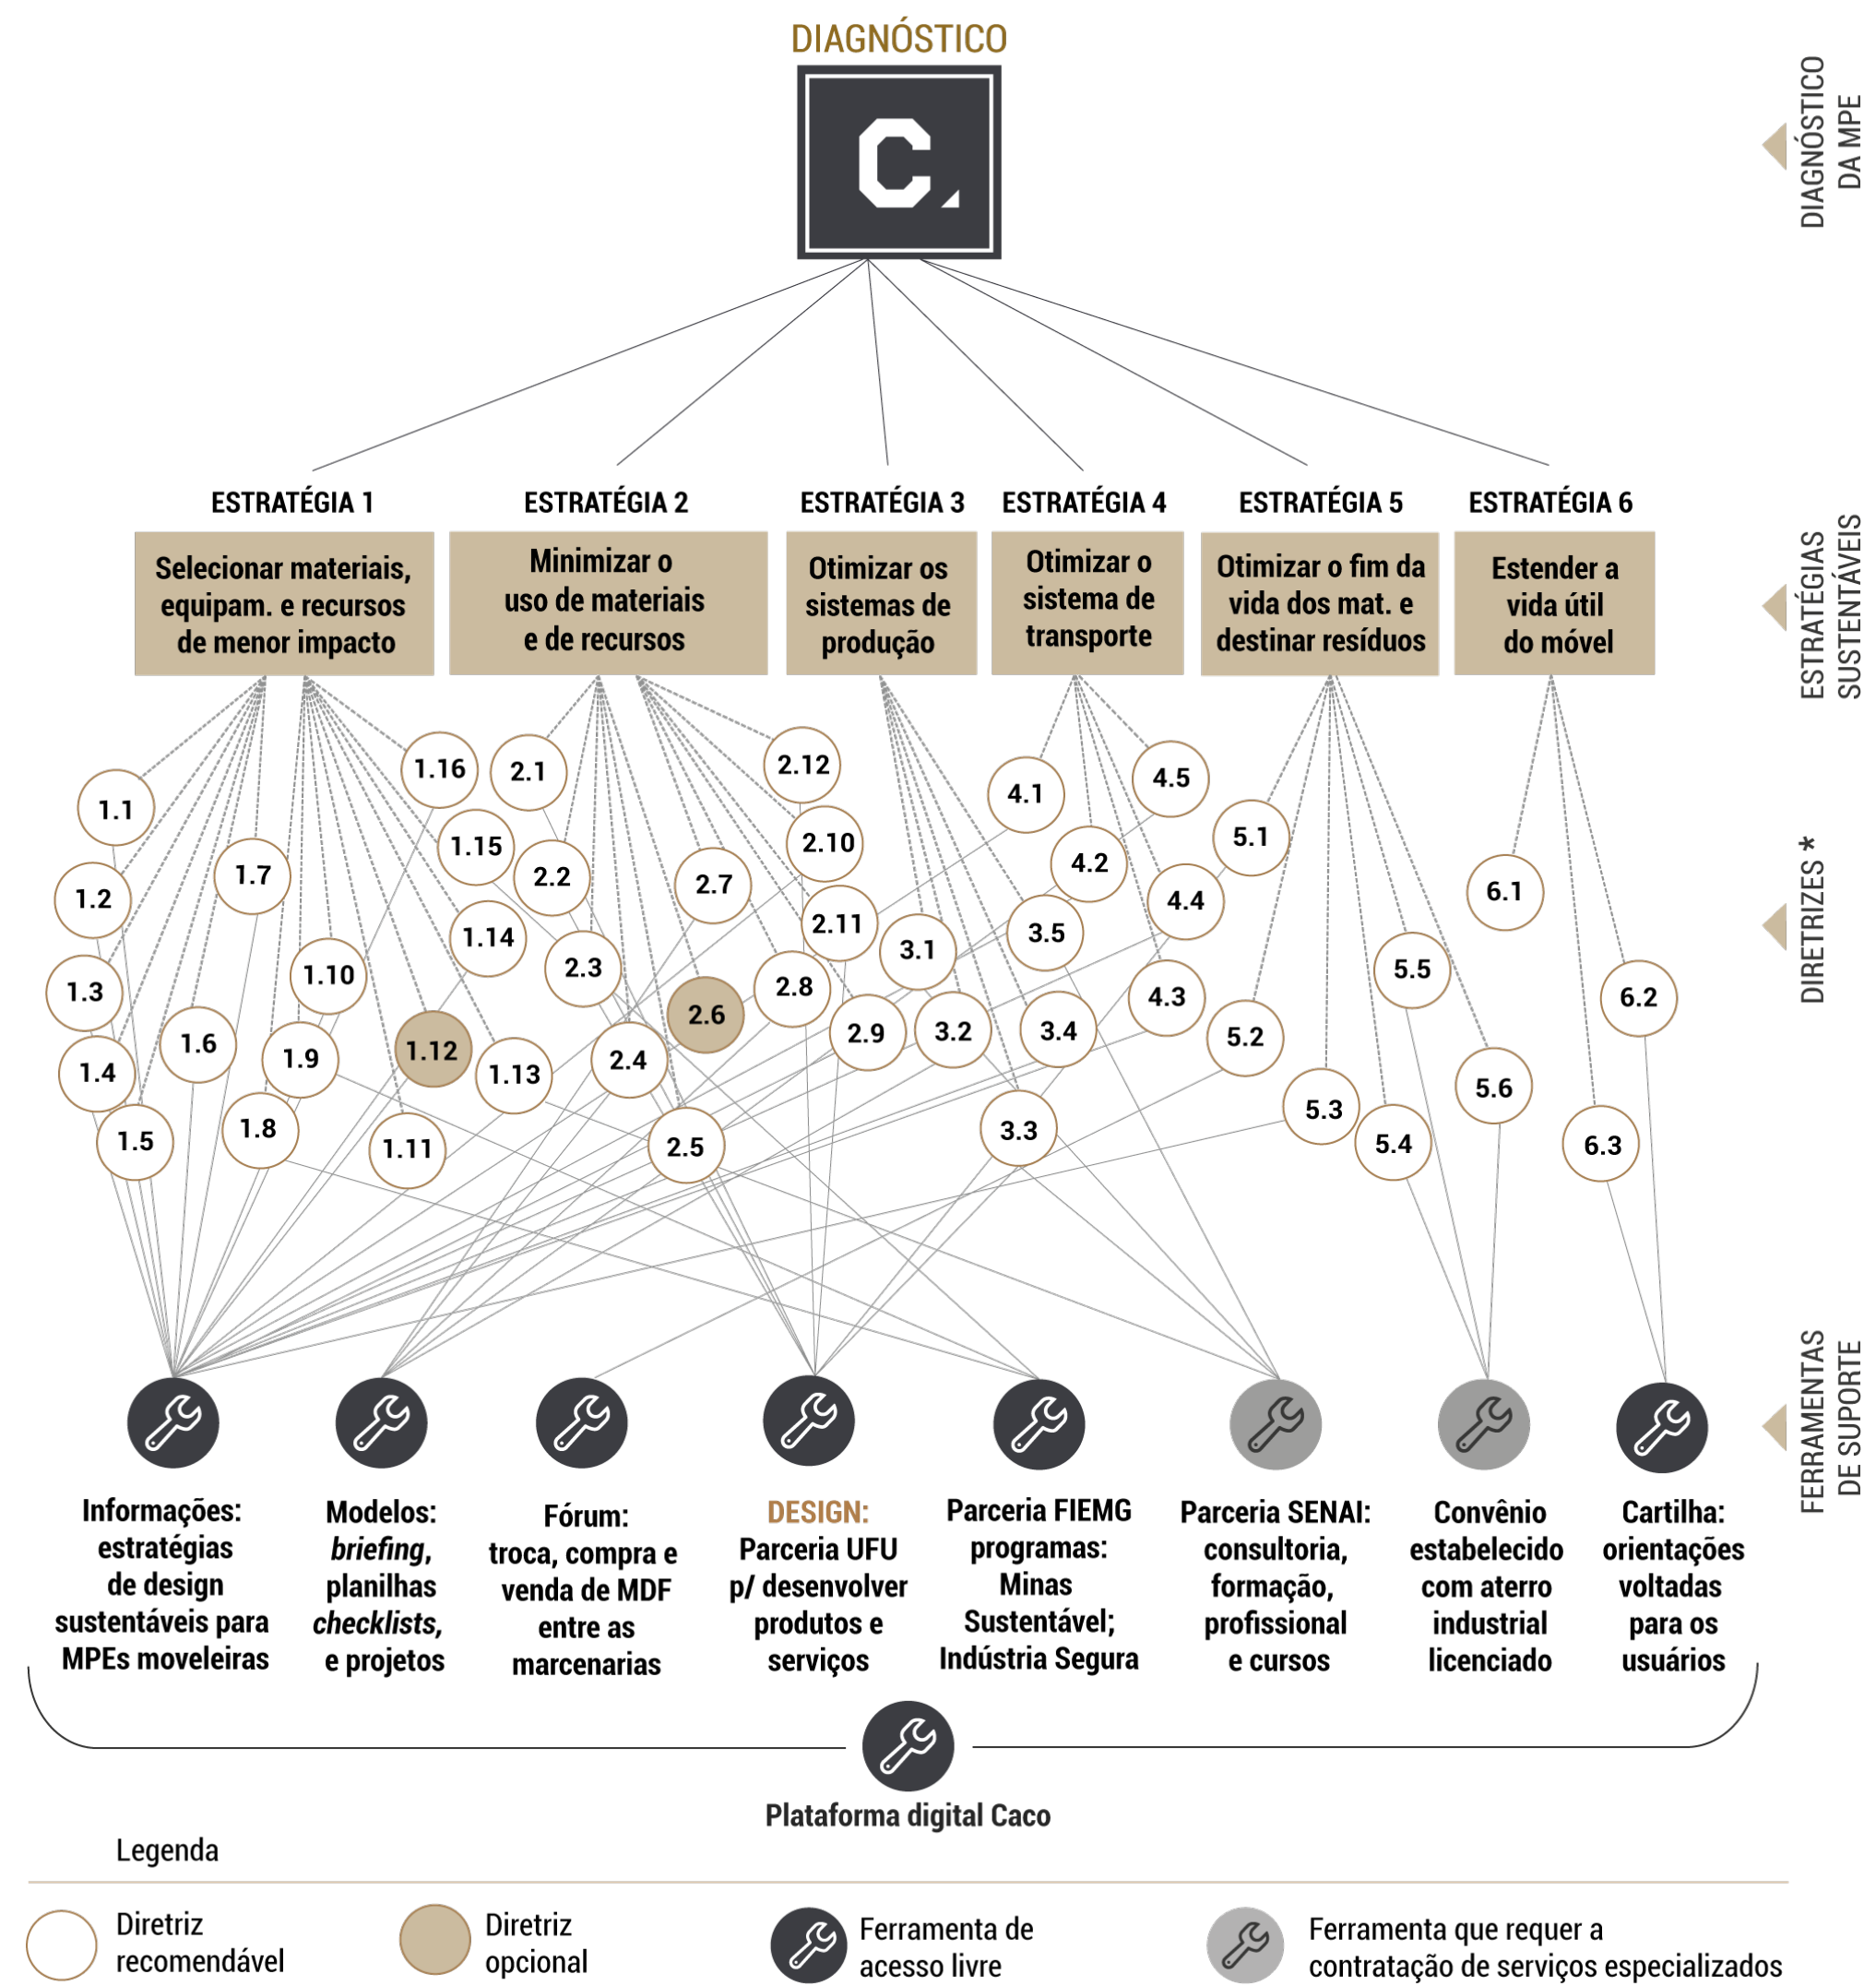 DIAGNÓSTICO
C.
DIAGNÓSTICO
DA MPE
ESTRATÉGIA 1
ESTRATÉGIA 2
ESTRATÉGIA 3
ESTRATÉGIA 4
ESTRATÉGIA 5
ESTRATÉGIA 6
Selecionar materiais,
equipam. e recursos
de menor impacto
Minimizar o
uso de materiais
e de recursos
Otimizar os
sistemas de
produção
Otimizar o
sistema de
transporte
Otimizar o fim da
vida dos mat. e
destinar resíduos
Estender a
vida útil
do móvel
ESTRATÉGIAS
SUSTENTÁVEIS
1.1
1.2
1.3
1.4
1.5
1.6
1.7
1.8
1.9
1.10
1.11
1.12
1.13
1.14
1.15
1.16
2.1
2.2
2.3
2.4
2.5
2.6
2.7
2.8
2.9
2.10
2.11
2.12
3.1
3.2
3.3
3.4
3.5
4.1
4.2
4.3
4.4
4.5
5.1
5.2
5.3
5.4
5.5
5.6
6.1
6.2
6.3
DIRETRIZES *
Informações:
estratégias
de design
sustentáveis para
MPEs moveleiras
Modelos:
briefing,
planilhas
checklists,
e projetos
Fórum:
troca, compra e
venda de MDF
entre as
marcenarias
DESIGN:
Parceria UFU
p/ desenvolver
produtos e
serviços
Parceria FIEMG
programas:
Minas
Sustentável;
Indústria Segura
Parceria SENAI:
consultoria,
formação,
profissional
e cursos
Convênio
estabelecido
com aterro
industrial
licenciado
Cartilha:
orientações
voltadas
para os
usuários
FERRAMENTAS
DE SUPORTE
Plataforma digital Caco
Legenda
Diretriz
recomendável
Diretriz
opcional
Ferramenta de
acesso livre
Ferramenta que requer a
contratação de serviços especializados